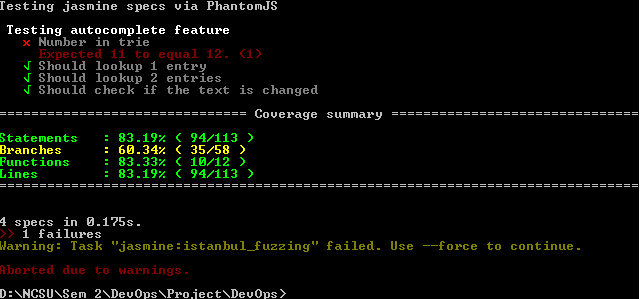 Testing jasmine specs via PhantomJS
Testing autocomplete feature
x Number in trie
Expected 11 to equal 12. (1)
√ Should lookup 1 entry
√ Should lookup 2 entries
√ Should check if the text is changed
============================= Coverage summary =============================
Statements   : 83.19% ( 94/113 )
Branches     : 60.34% ( 35/58 )
Functions    : 83.33% ( 10/12 )
Lines        : 83.19% ( 94/113 )
================================================================================
4 specs in 0.175s.
>> 1 failures
Warning: Task "jasmine:istanbul_fuzzing" failed. Use --force to continue.
Aborted due to warnings.
D:\NCSU\Sem 2\DevOps\Project\DevOps>